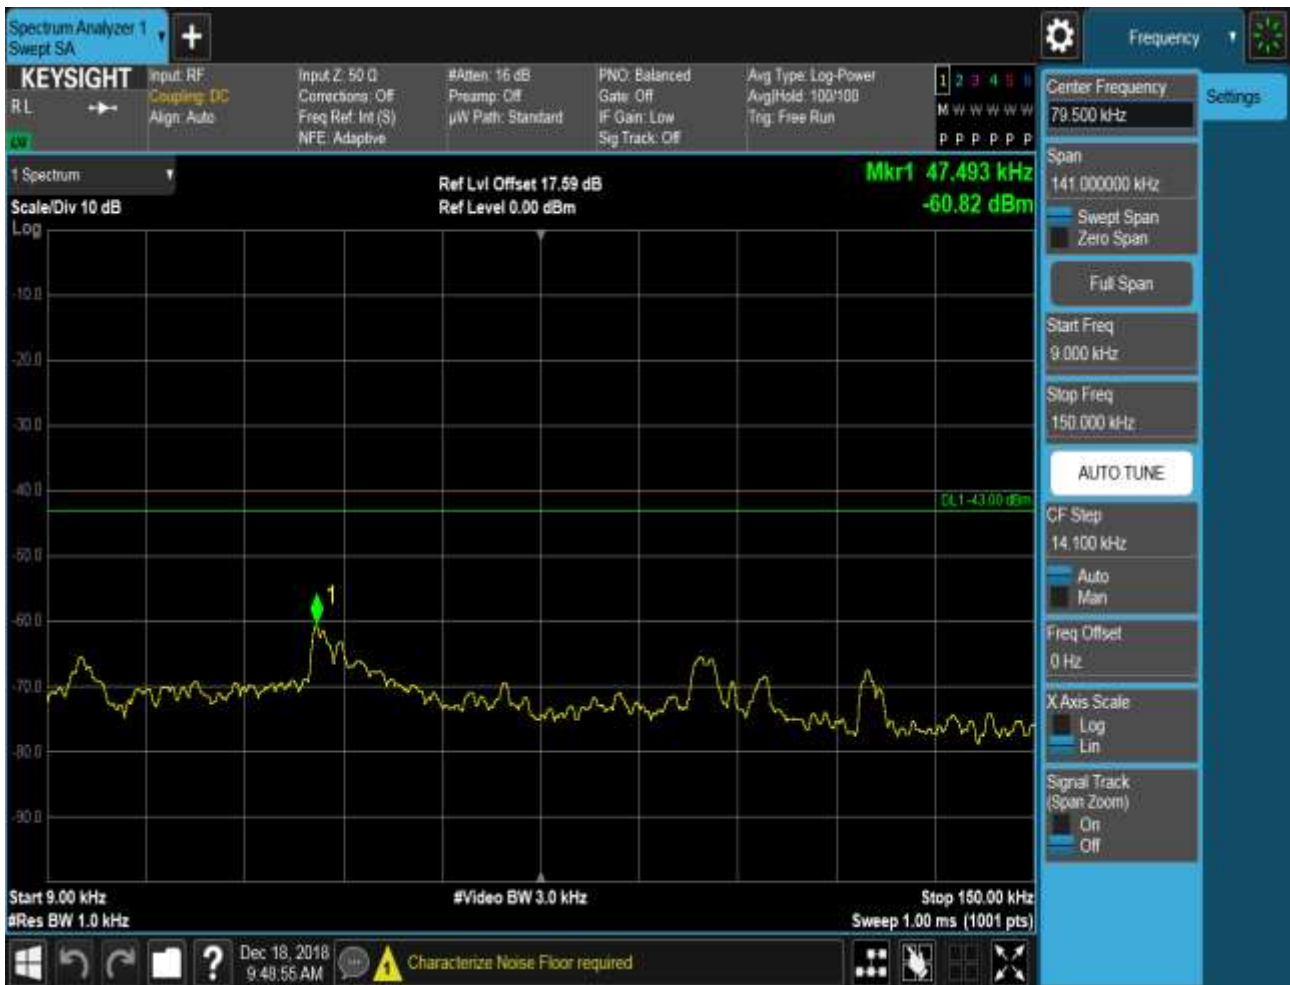 Spectrum Analyzer 1
Swept SA
+
Frequency
KEYSIGHT
R L
Input: RF
Coupling: DC
Align: Auto
Input Z: 50 Ω
Corrections: Off
Freq Ref: Int (S)
NFE: Adaptive
#Atten: 16 dB
Preamp: Off
µW Path: Standard
PNO: Balanced
Gate: Off
IF Gain: Low
Sig Track: Off
Avg Type: Log-Power
Avg|Hold: 100/100
Trig: Free Run
1 2 3 4 5 6
M W W W W W
P P P P P P
1 Spectrum
Scale/Div 10 dB
Log
Ref Lvl Offset 17.59 dB
Ref Level 0.00 dBm
Mkr1 47.493 kHz
-60.82 dBm
-10.0
-20.0
-30.0
-40.0
DL1 -43.00 dBm
-50.0
1
-60.0
-70.0
-80.0
-90.0
Start 9.00 kHz
#Video BW 3.0 kHz
Stop 150.00 kHz
#Res BW 1.0 kHz
Sweep 1.00 ms (1001 pts)
Center Frequency
79.500 kHz
Settings
Span
141.000000 kHz
Swept Span
Zero Span
Full Span
Start Freq
9.000 kHz
Stop Freq
150.000 kHz
AUTO TUNE
CF Step
14.100 kHz
Auto
Man
Freq Offset
0 Hz
X Axis Scale
Log
Lin
Signal Track
(Span Zoom)
On
Off
?
Dec 18, 2018
9:48:55 AM
1
Characterize Noise Floor required